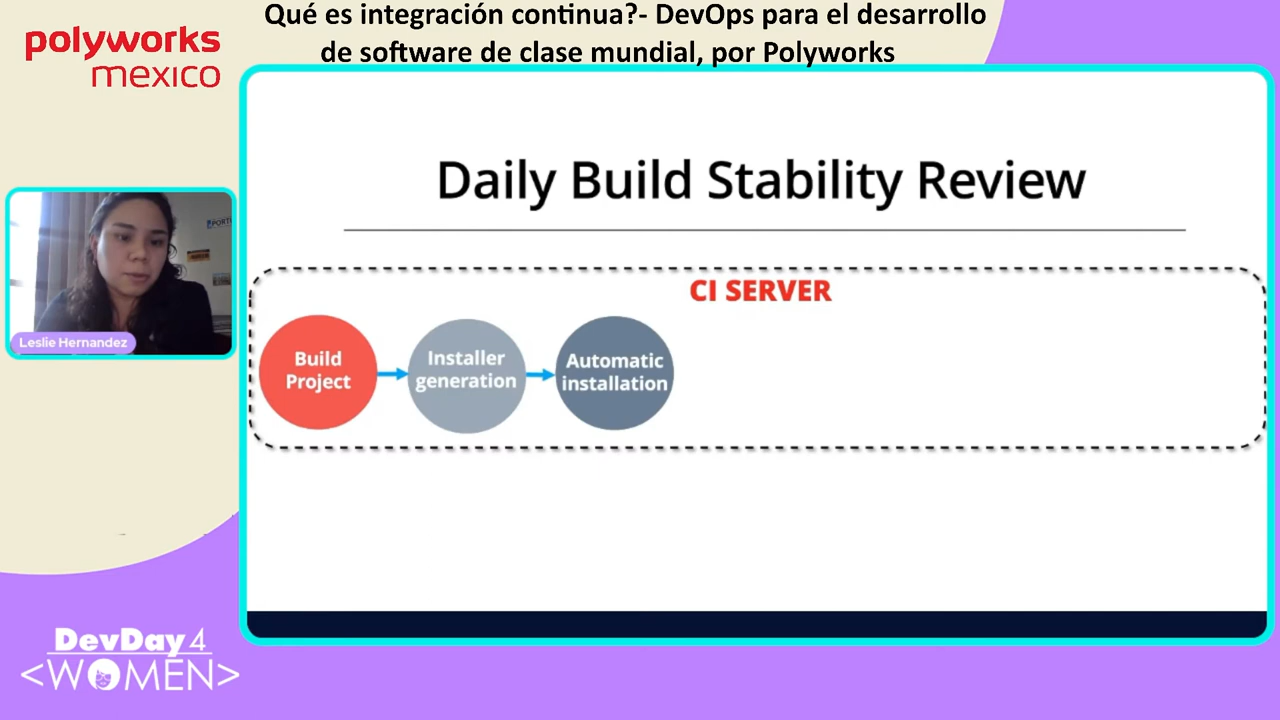 Qué es integración continua?- DevOps para el desarrollo
de software de clase mundial, por Polyworks
polyworks
mexico
Daily Build Stability Review
CI SERVER
Build
Project
Installer
generation
Automatic
installation
Leslie Hernandez
DevDay4
<WOMEN>